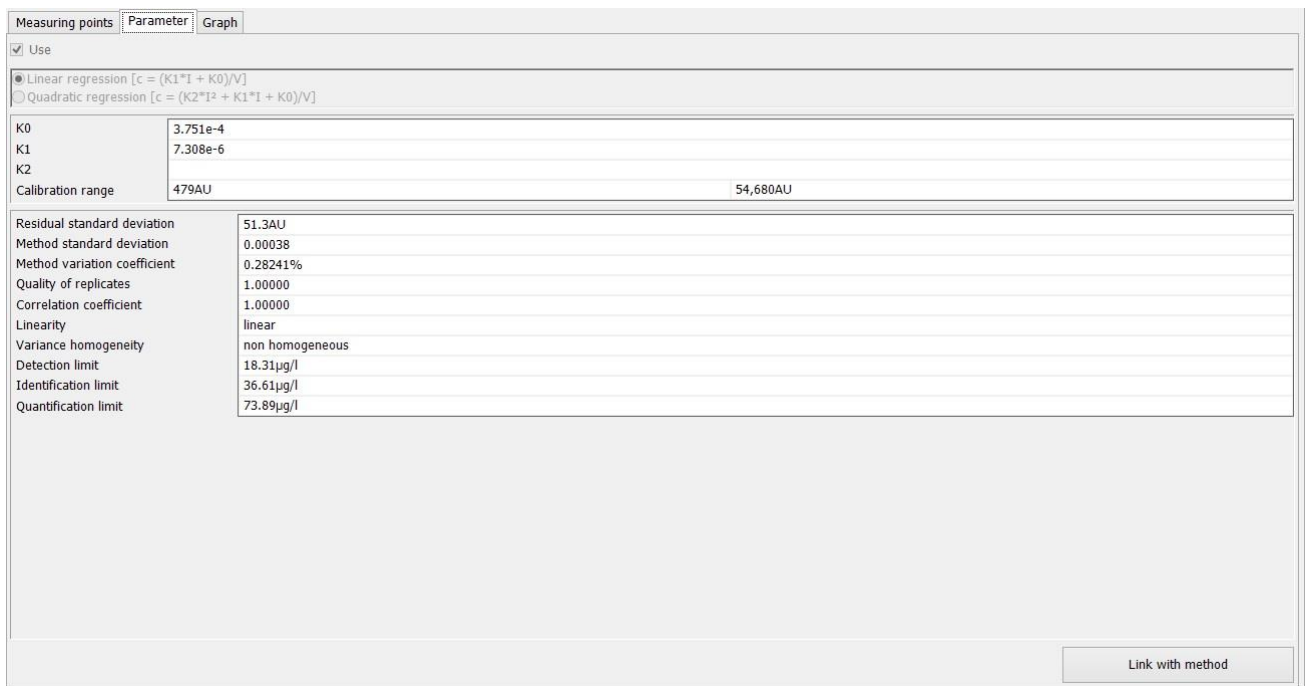 Measuring points Parameter Graph
Use
Linear regression [c = (K1*I + K0)/V]
Quadratic regression [c = (K2*I² + K1*I + K0)/V]
K0 3.751e-4
K1 7.308e-6
K2
Calibration range 479AU 54,680AU
Residual standard deviation 51.3AU
Method standard deviation 0.00038
Method variation coefficient 0.28241%
Quality of replicates 1.00000
Correlation coefficient 1.00000
Linearity linear
Variance homogeneity non homogeneous
Detection limit 18.31µg/l
Identification limit 36.61µg/l
Quantification limit 73.89µg/l
Link with method